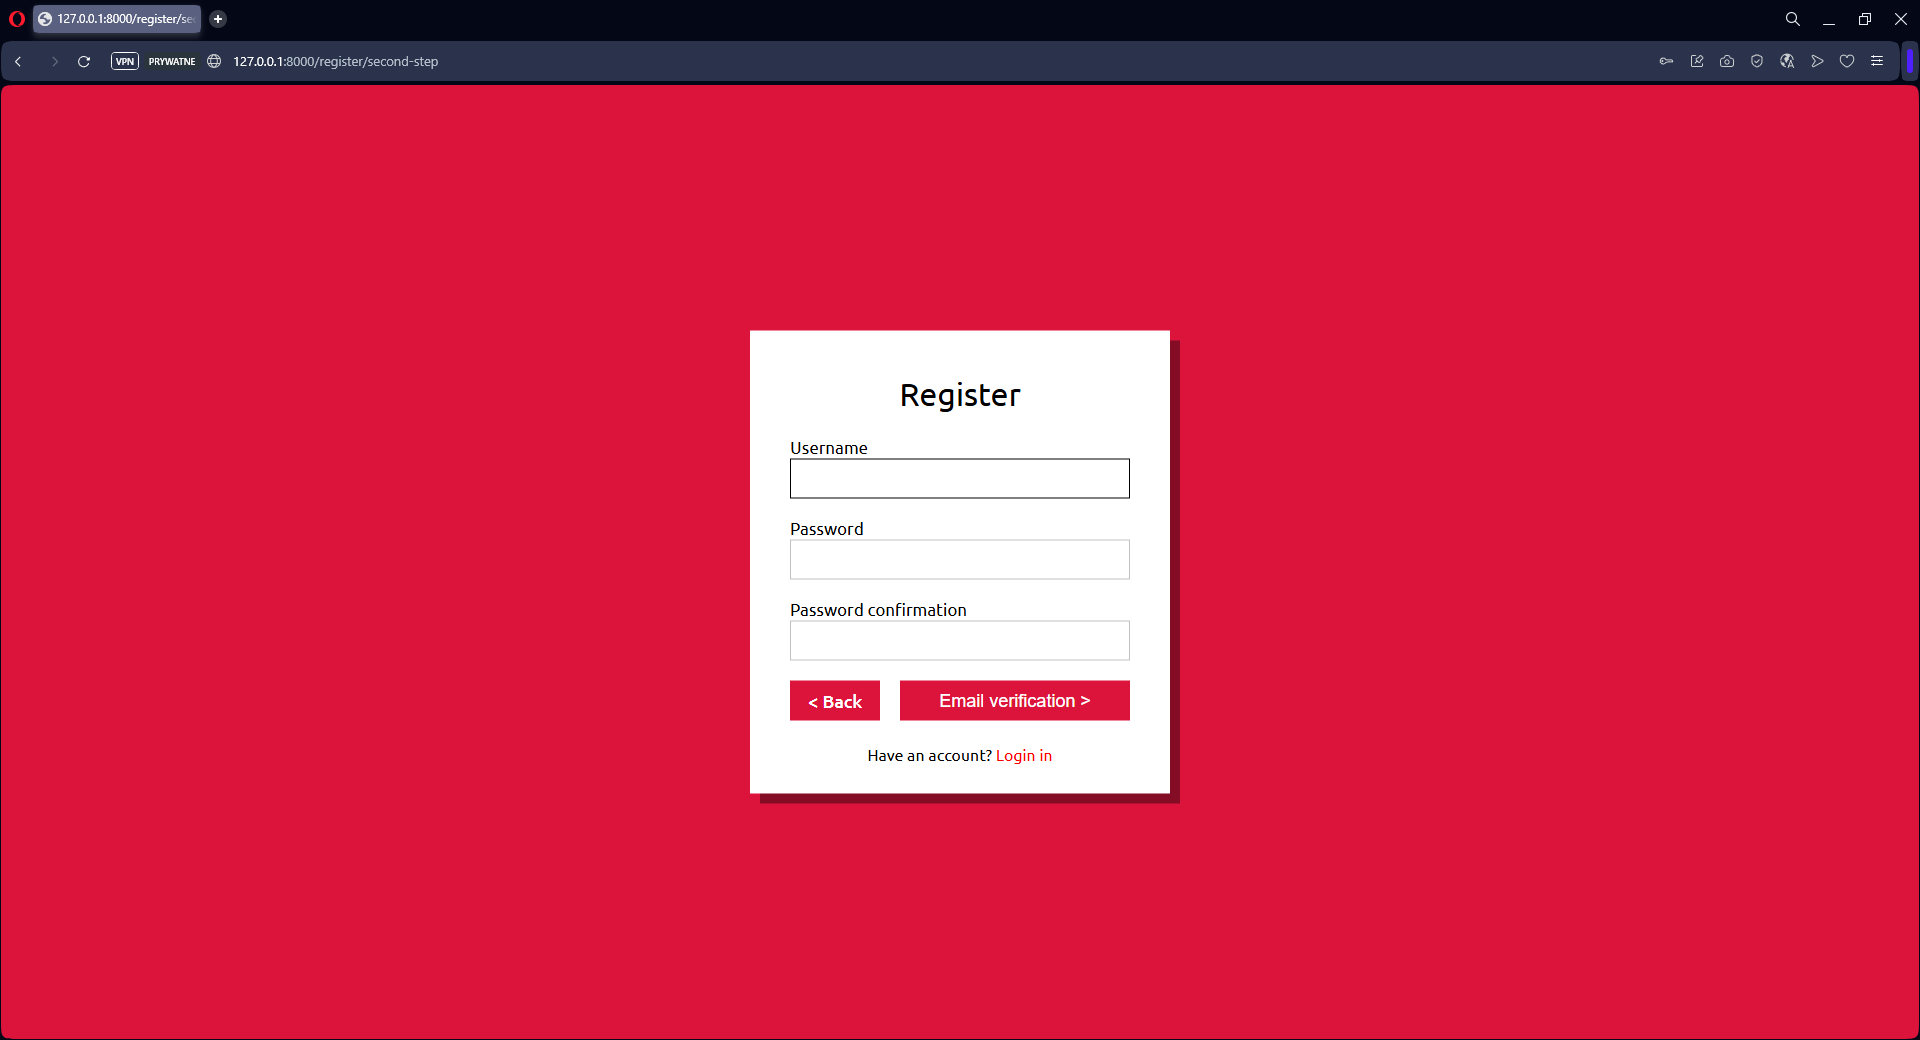 127.0.0.1:8000/register/se
VPN PRYWATNE 127.0.0.1:8000/register/second-step
Register
Username
Password
Password confirmation
< Back Email verification >
Have an account? Login in